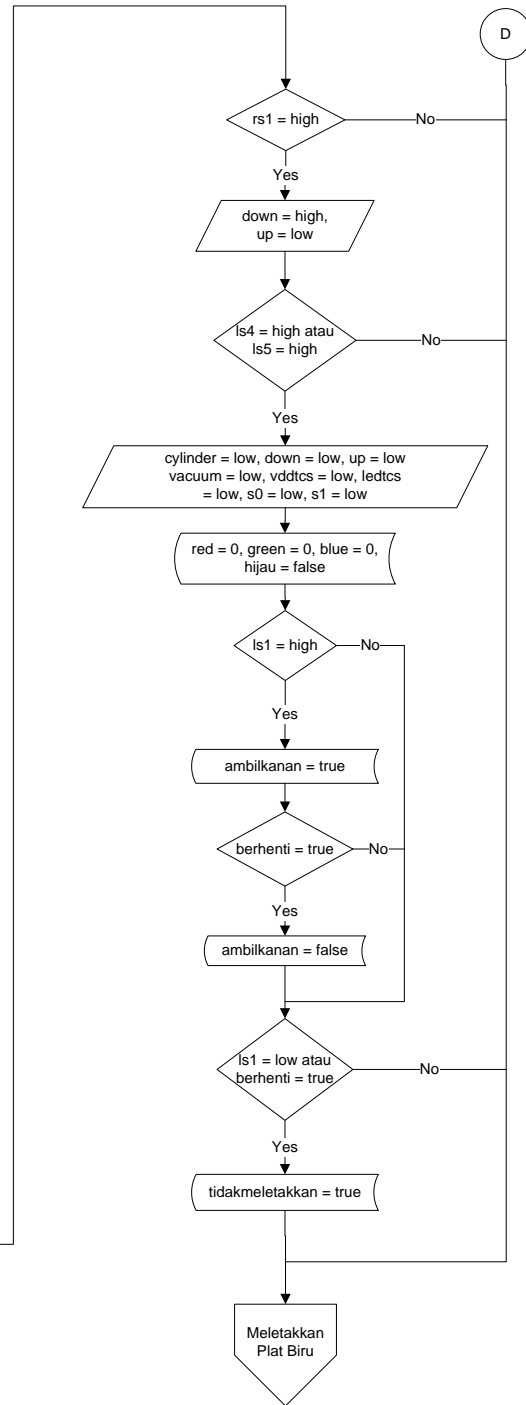 D
rs1 = high
No
Yes
down = high,
up = low
ls4 = high atau
ls5 = high
No
Yes
cylinder = low, down = low, up = low
vacuum = low, vddtcs = low, ledtcs
= low, s0 = low, s1 = low
red = 0, green = 0, blue = 0,
hijau = false
ls1 = high
No
Yes
ambilkanan = true
berhenti = true
No
Yes
ambilkanan = false
ls1 = low atau
berhenti = true
No
Yes
tidakmeletakkan = true
Meletakkan
Plat Biru